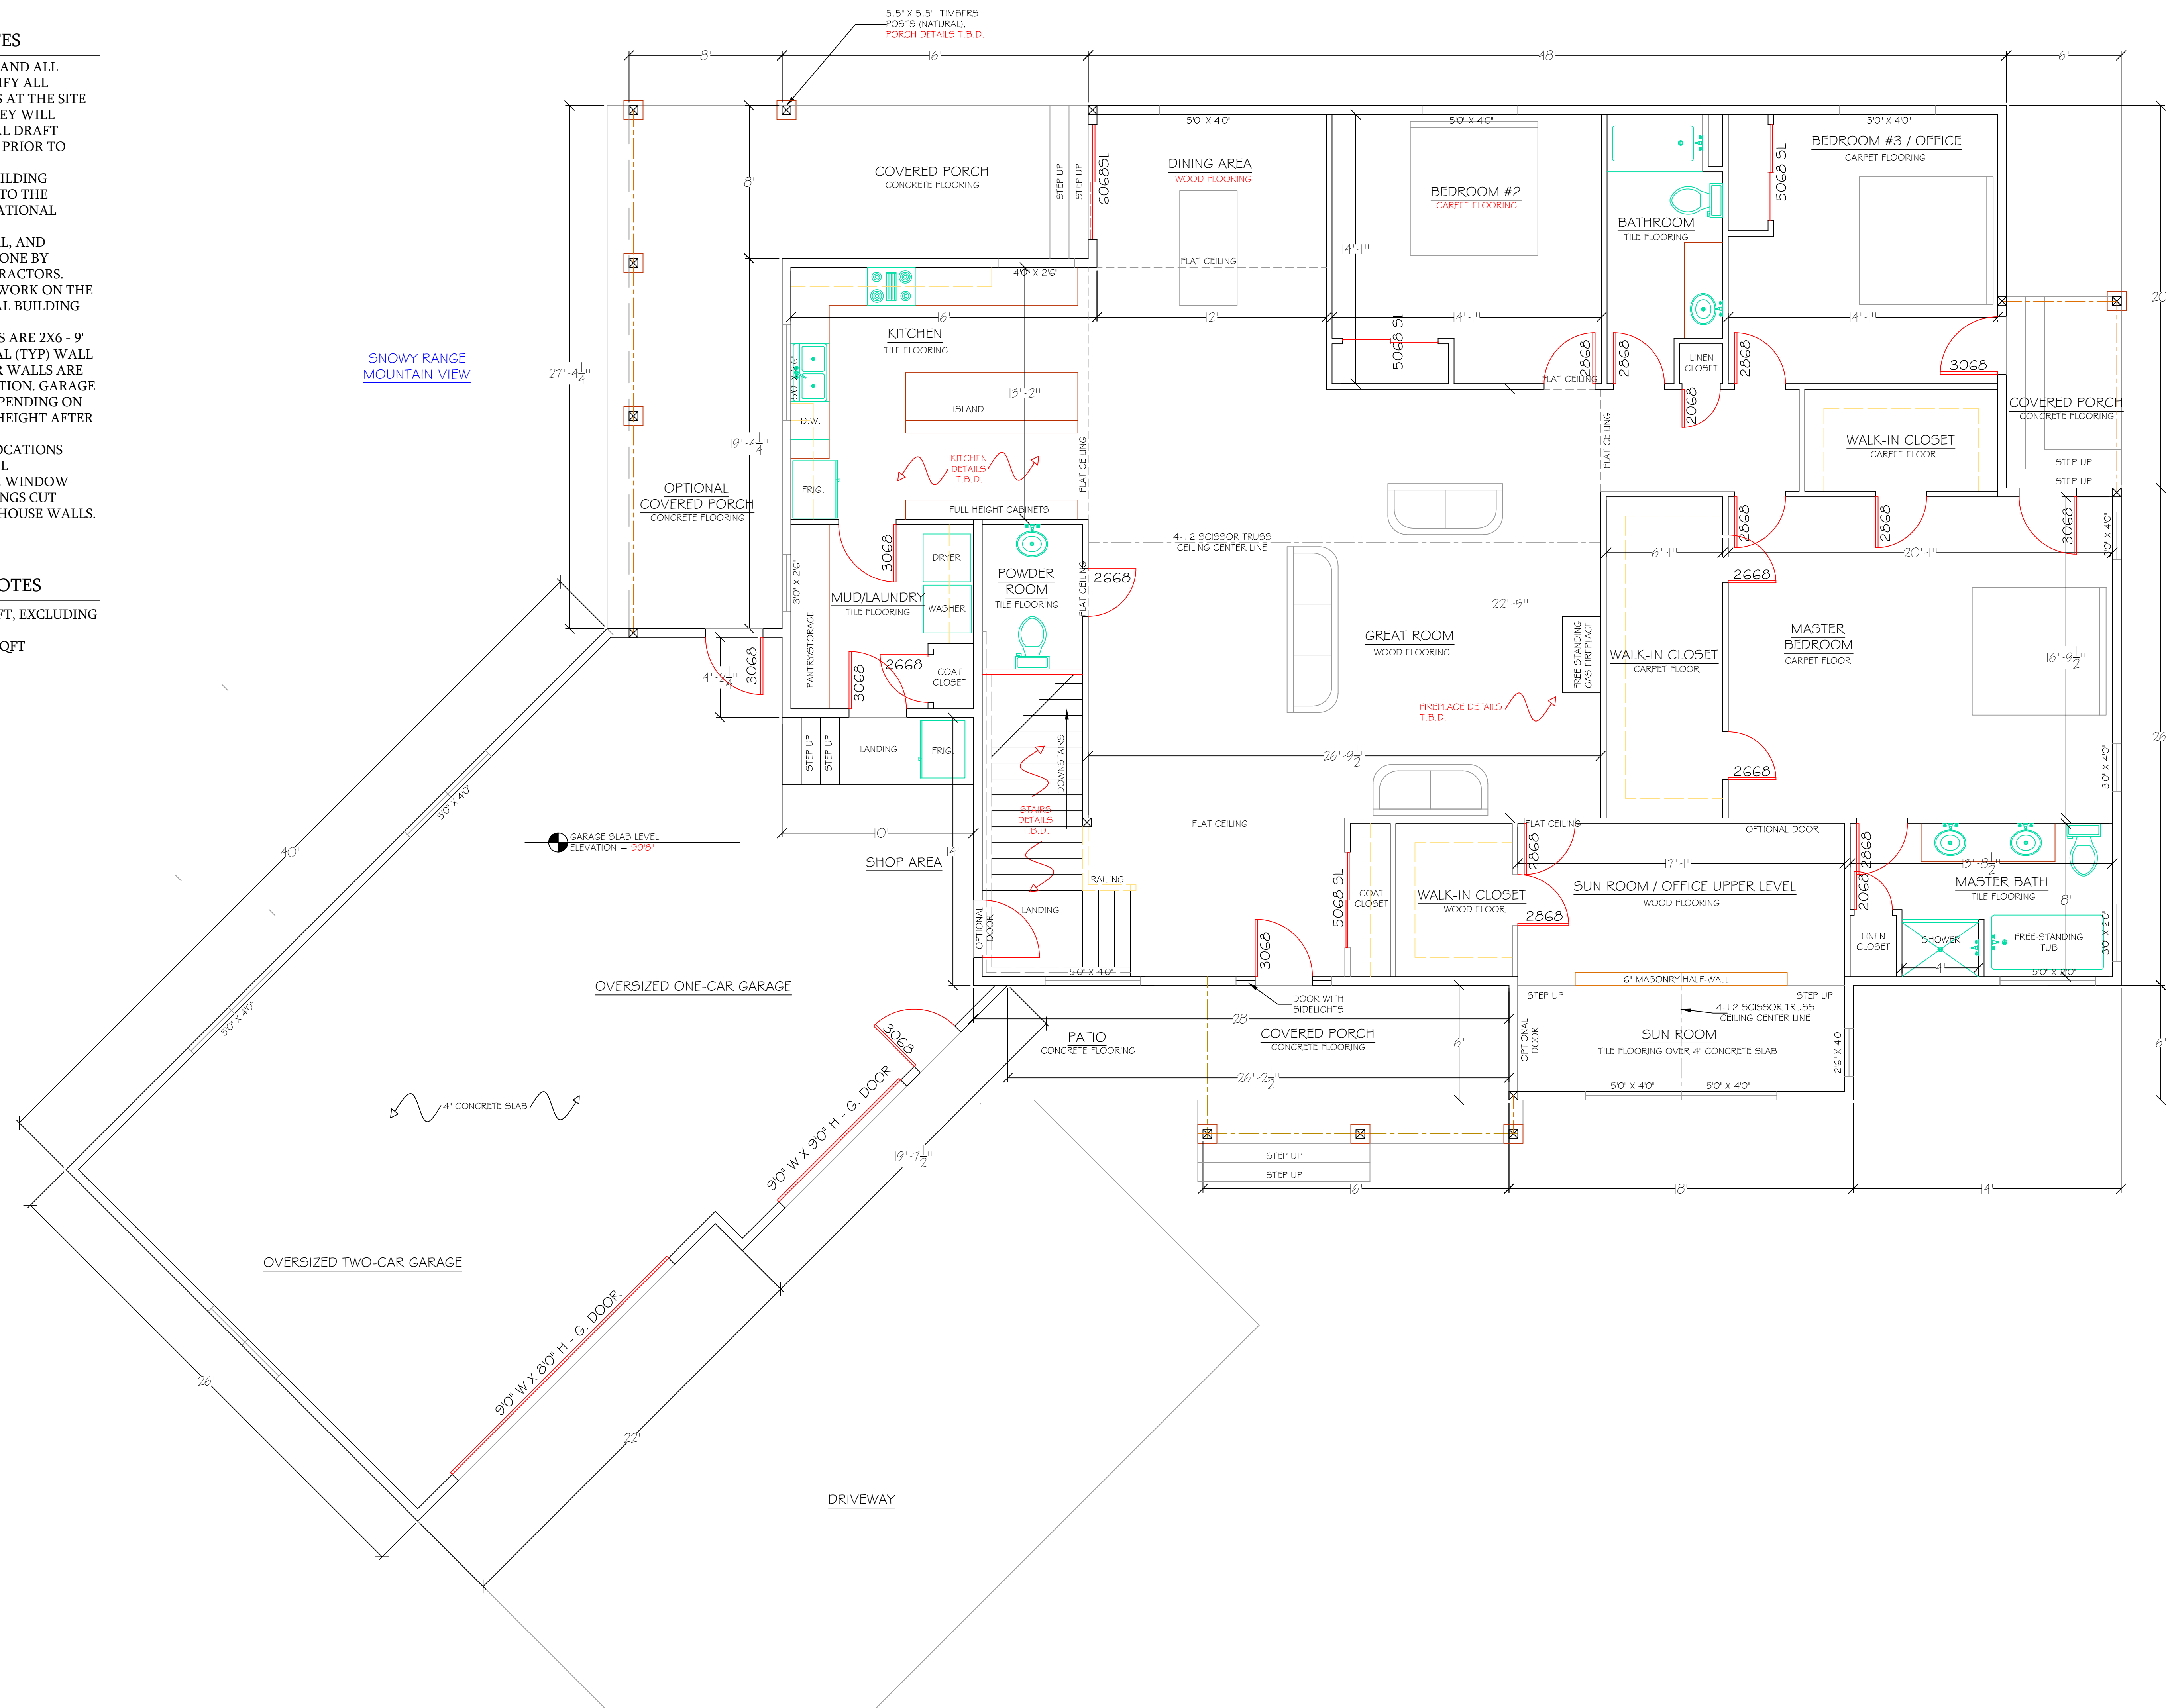 TES
AND ALL
IFY ALL
S AT THE SITE
EY WILL
AL DRAFT
PRIOR TO
ILDING
TO THE
ATIONAL
L, AND
ONE BY
RACTORS.
WORK ON THE
AL BUILDING
S ARE 2X6 - 9'
AL (TYP) WALL
R WALLS ARE
TION. GARAGE
PENDING ON
HEIGHT AFTER
OCATIONS
LL
E WINDOW
NGS CUT
HOUSE WALLS.
OTES
FT, EXCLUDING
QFT
5.5" X 5.5" TIMBERS
POSTS (NATURAL),
PORCH DETAILS T.B.D.
8'
16'
48'
6'
5'0" X 4'0"
5'0" X 4'0"
5'0" X 4'0"
COVERED PORCH
CONCRETE FLOORING
STEP UP
STEP UP
6068SL
DINING AREA
WOOD FLOORING
FLAT CEILING
BEDROOM #2
CARPET FLOORING
14'-1"
BATHROOM
TILE FLOORING
5068 SL
BEDROOM #3 / OFFICE
CARPET FLOORING
8'
20
4'0" X 2'6"
16'
12'
14'-1"
14'-1"
KITCHEN
TILE FLOORING
5'0" X 2'6"
13'-2"
ISLAND
D.W.
FRIG.
KITCHEN
DETAILS
T.B.D.
FULL HEIGHT CABINETS
FLAT CEILING
5068 SL
2868
2868
2868
LINEN
CLOSET
2068
3068
FLAT CEILING
FLAT CEILING
SNOWY RANGE
MOUNTAIN VIEW
27'-4 1/4"
19'-4 1/4"
OPTIONAL
COVERED PORCH
CONCRETE FLOORING
COVERED PORCH
CONCRETE FLOORING
STEP UP
STEP UP
WALK-IN CLOSET
CARPET FLOOR
2868
2868
3068
3'0" X 4'0"
4-12 SCISSOR TRUSS
CEILING CENTER LINE
6'-1"
20'-1"
3068
DRYER
WASHER
MUD/LAUNDRY
TILE FLOORING
3'0" X 2'6"
PANTRY/STORAGE
POWDER
ROOM
TILE FLOORING
FLAT CEILING
2668
2668
22'-5"
GREAT ROOM
WOOD FLOORING
FREE STANDING
GAS FIREPLACE
WALK-IN CLOSET
CARPET FLOOR
MASTER
BEDROOM
CARPET FLOOR
16'-9 1/2"
3068
4'-2 1/4"
3068
2668
COAT
CLOSET
FIREPLACE DETAILS
T.B.D.
STEP UP
STEP UP
LANDING
FRIG.
DOWNSTAIRS
26'-9 1/2"
2668
3'0" X 4'0"
26
5'0" X 4'0"
40'
GARAGE SLAB LEVEL
ELEVATION = 99'8"
10'
14'
SHOP AREA
STAIRS
DETAILS
T.B.D.
FLAT CEILING
FLAT CEILING
2868
OPTIONAL DOOR
2868
17'-1"
13'-8 1/2"
RAILING
LANDING
OPTIONAL
DOOR
5068 SL
COAT
CLOSET
WALK-IN CLOSET
WOOD FLOOR
2868
SUN ROOM / OFFICE UPPER LEVEL
WOOD FLOORING
2068
MASTER BATH
TILE FLOORING
8'
3'0" X 2'0"
3068
LINEN
CLOSET
SHOWER
4'
FREE-STANDING
TUB
5'0" X 4'0"
5'0" X 2'0"
6" MASONRY HALF-WALL
OVERSIZED ONE-CAR GARAGE
DOOR WITH
SIDELIGHTS
STEP UP
STEP UP
4-12 SCISSOR TRUSS
CEILING CENTER LINE
5'0" X 4'0"
28'
3068
PATIO
CONCRETE FLOORING
COVERED PORCH
CONCRETE FLOORING
6'
OPTIONAL
DOOR
SUN ROOM
TILE FLOORING OVER 4" CONCRETE SLAB
2'6" X 4'0"
6'
26'-2 1/2"
5'0" X 4'0"
5'0" X 4'0"
4" CONCRETE SLAB
9'0" W X 9'0" H - G. DOOR
19'-7 1/2"
STEP UP
STEP UP
16'
18'
14'
OVERSIZED TWO-CAR GARAGE
9'0" W X 8'0" H - G. DOOR
26'
22'
DRIVEWAY